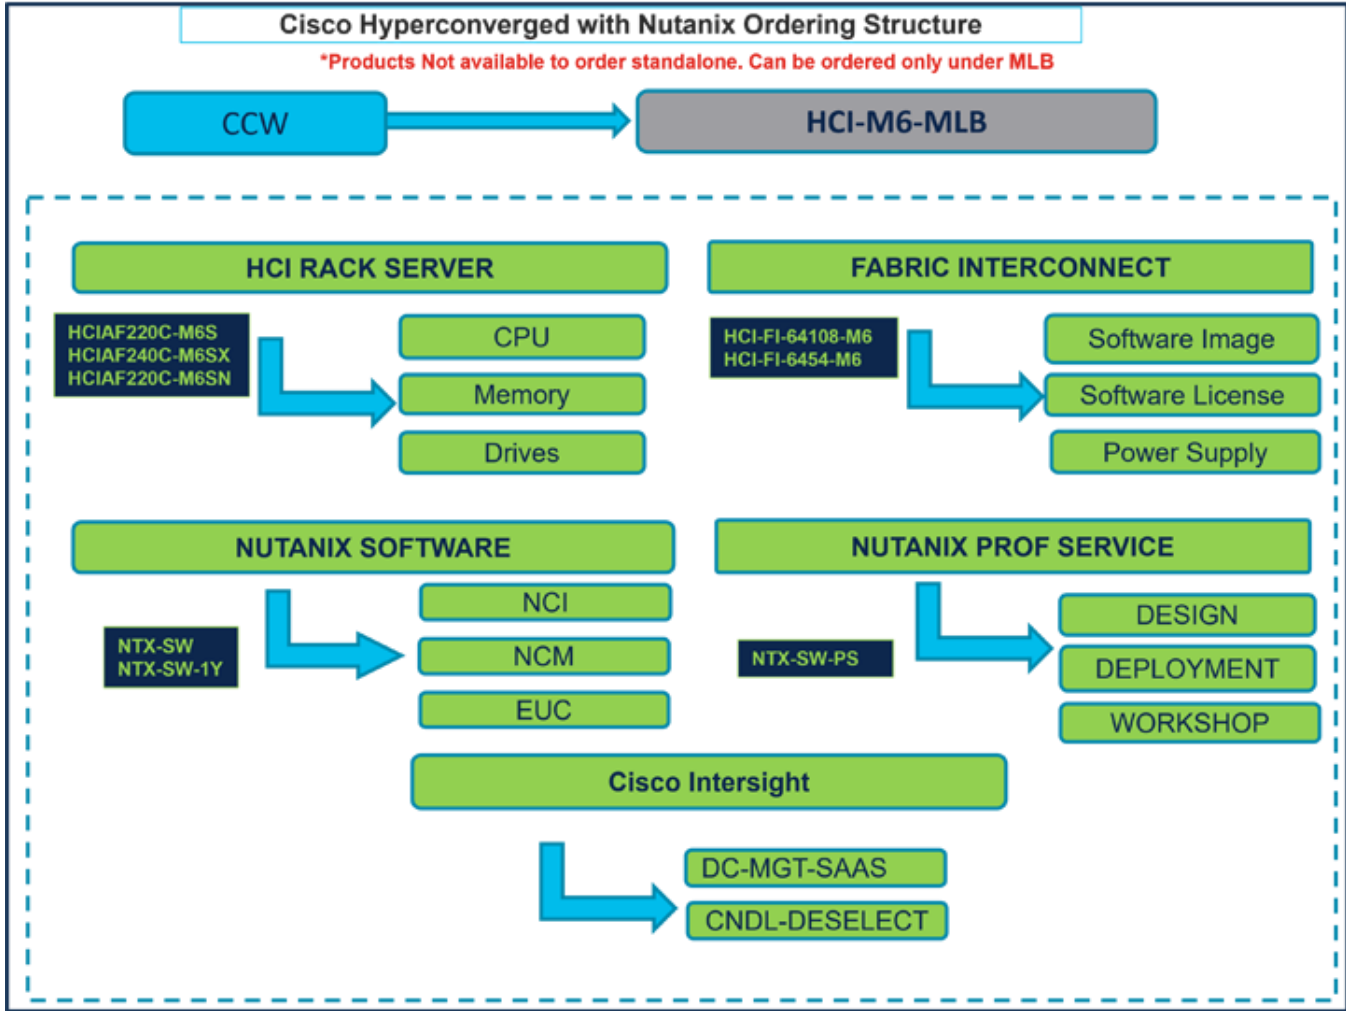 Cisco Hyperconverged with Nutanix Ordering Structure
*Products Not available to order standalone. Can be ordered only under MLB
CCW
HCI-M6-MLB
HCI RACK SERVER
HCIAF220C-M6S
HCIAF240C-M6SX
HCIAF220C-M6SN
CPU
Memory
Drives
FABRIC INTERCONNECT
HCI-FI-64108-M6
HCI-FI-6454-M6
Software Image
Software License
Power Supply
NUTANIX SOFTWARE
NTX-SW
NTX-SW-1Y
NCI
NCM
EUC
NUTANIX PROF SERVICE
NTX-SW-PS
DESIGN
DEPLOYMENT
WORKSHOP
Cisco Intersight
DC-MGT-SAAS
CNDL-DESELECT